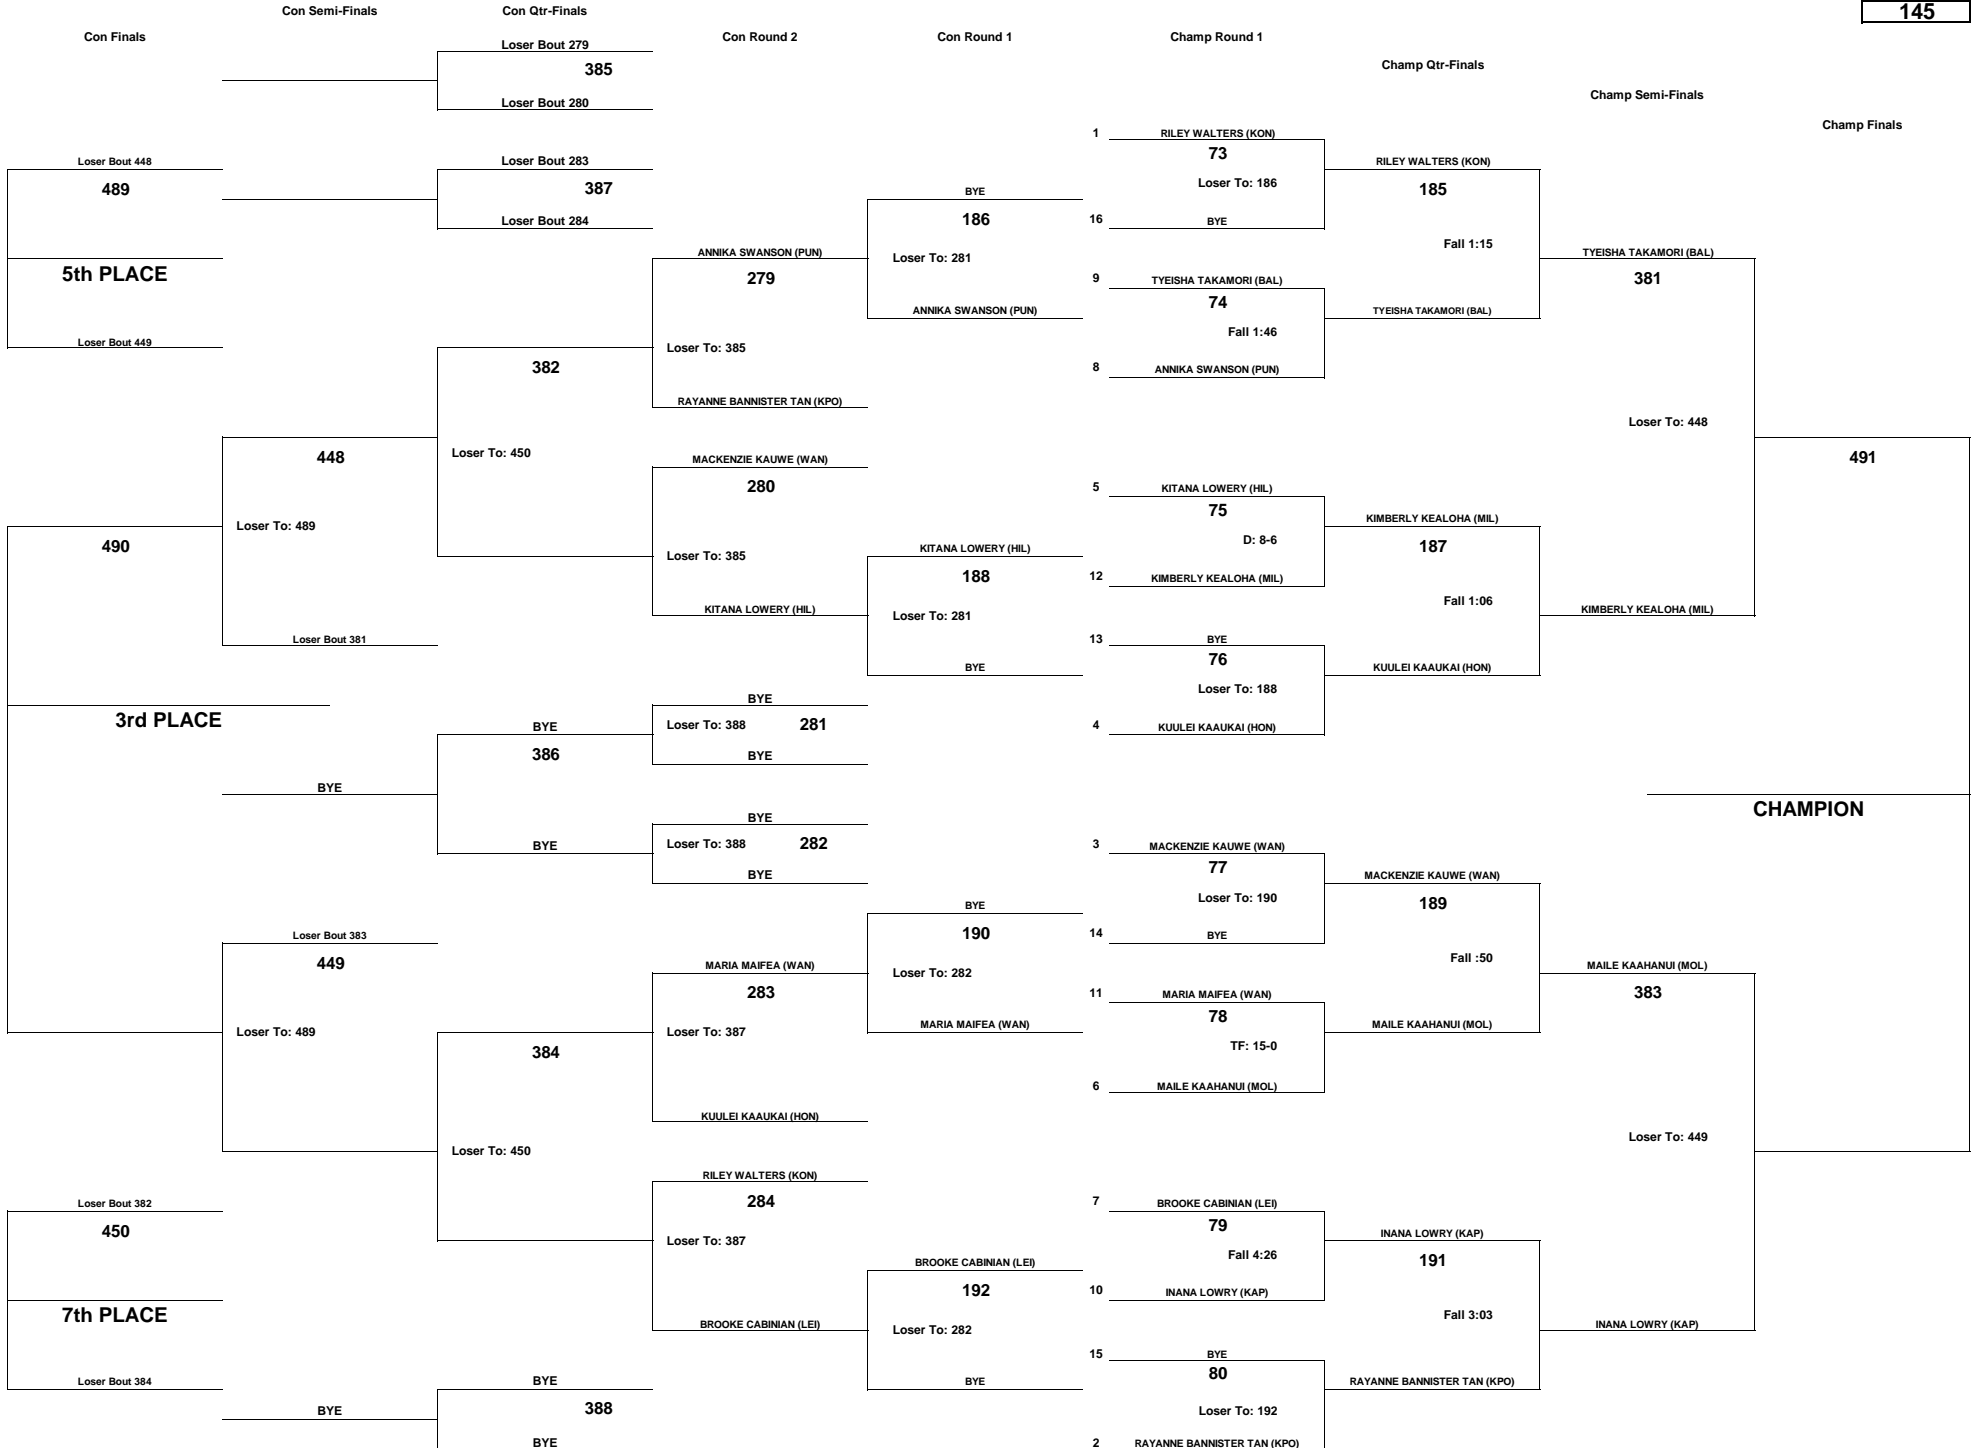 145
Con Semi-Finals
Con Qtr-Finals
Con Finals
Con Round 2
Con Round 1
Champ Round 1
Champ Qtr-Finals
Champ Semi-Finals
Champ Finals
Loser Bout 279
385
Loser Bout 280
Loser Bout 283
387
Loser Bout 284
Loser Bout 448
489
5th PLACE
Loser Bout 449
382
Loser To: 450
448
Loser To: 489
Loser Bout 381
490
3rd PLACE
BYE
386
BYE
BYE
Loser Bout 383
449
Loser To: 489
384
Loser To: 450
Loser Bout 382
450
7th PLACE
Loser Bout 384
BYE
BYE
388
BYE
ANNIKA SWANSON (PUN)
279
Loser To: 385
RAYANNE BANNISTER TAN (KPO)
MACKENZIE KAUWE (WAN)
280
Loser To: 385
KITANA LOWERY (HIL)
BYE
Loser To: 388 281
BYE
BYE
Loser To: 388 282
BYE
MARIA MAIFEA (WAN)
283
Loser To: 387
KUULEI KAAUKAI (HON)
RILEY WALTERS (KON)
284
Loser To: 387
BROOKE CABINIAN (LEI)
BYE
186
Loser To: 281
ANNIKA SWANSON (PUN)
KITANA LOWERY (HIL)
188
Loser To: 281
BYE
BYE
190
Loser To: 282
MARIA MAIFEA (WAN)
BROOKE CABINIAN (LEI)
192
Loser To: 282
BYE
1 RILEY WALTERS (KON)
73
Loser To: 186
16 BYE
9 TYEISHA TAKAMORI (BAL)
74
Fall 1:46
8 ANNIKA SWANSON (PUN)
5 KITANA LOWERY (HIL)
75
D: 8-6
12 KIMBERLY KEALOHA (MIL)
13 BYE
76
Loser To: 188
4 KUULEI KAAUKAI (HON)
3 MACKENZIE KAUWE (WAN)
77
Loser To: 190
14 BYE
11 MARIA MAIFEA (WAN)
78
TF: 15-0
6 MAILE KAAHANUI (MOL)
7 BROOKE CABINIAN (LEI)
79
Fall 4:26
10 INANA LOWRY (KAP)
15 BYE
80
Loser To: 192
2 RAYANNE BANNISTER TAN (KPO)
RILEY WALTERS (KON)
185
Fall 1:15
TYEISHA TAKAMORI (BAL)
KIMBERLY KEALOHA (MIL)
187
Fall 1:06
KUULEI KAAUKAI (HON)
MACKENZIE KAUWE (WAN)
189
Fall :50
MAILE KAAHANUI (MOL)
INANA LOWRY (KAP)
191
Fall 3:03
RAYANNE BANNISTER TAN (KPO)
TYEISHA TAKAMORI (BAL)
381
Loser To: 448
KIMBERLY KEALOHA (MIL)
MAILE KAAHANUI (MOL)
383
Loser To: 449
INANA LOWRY (KAP)
491
CHAMPION